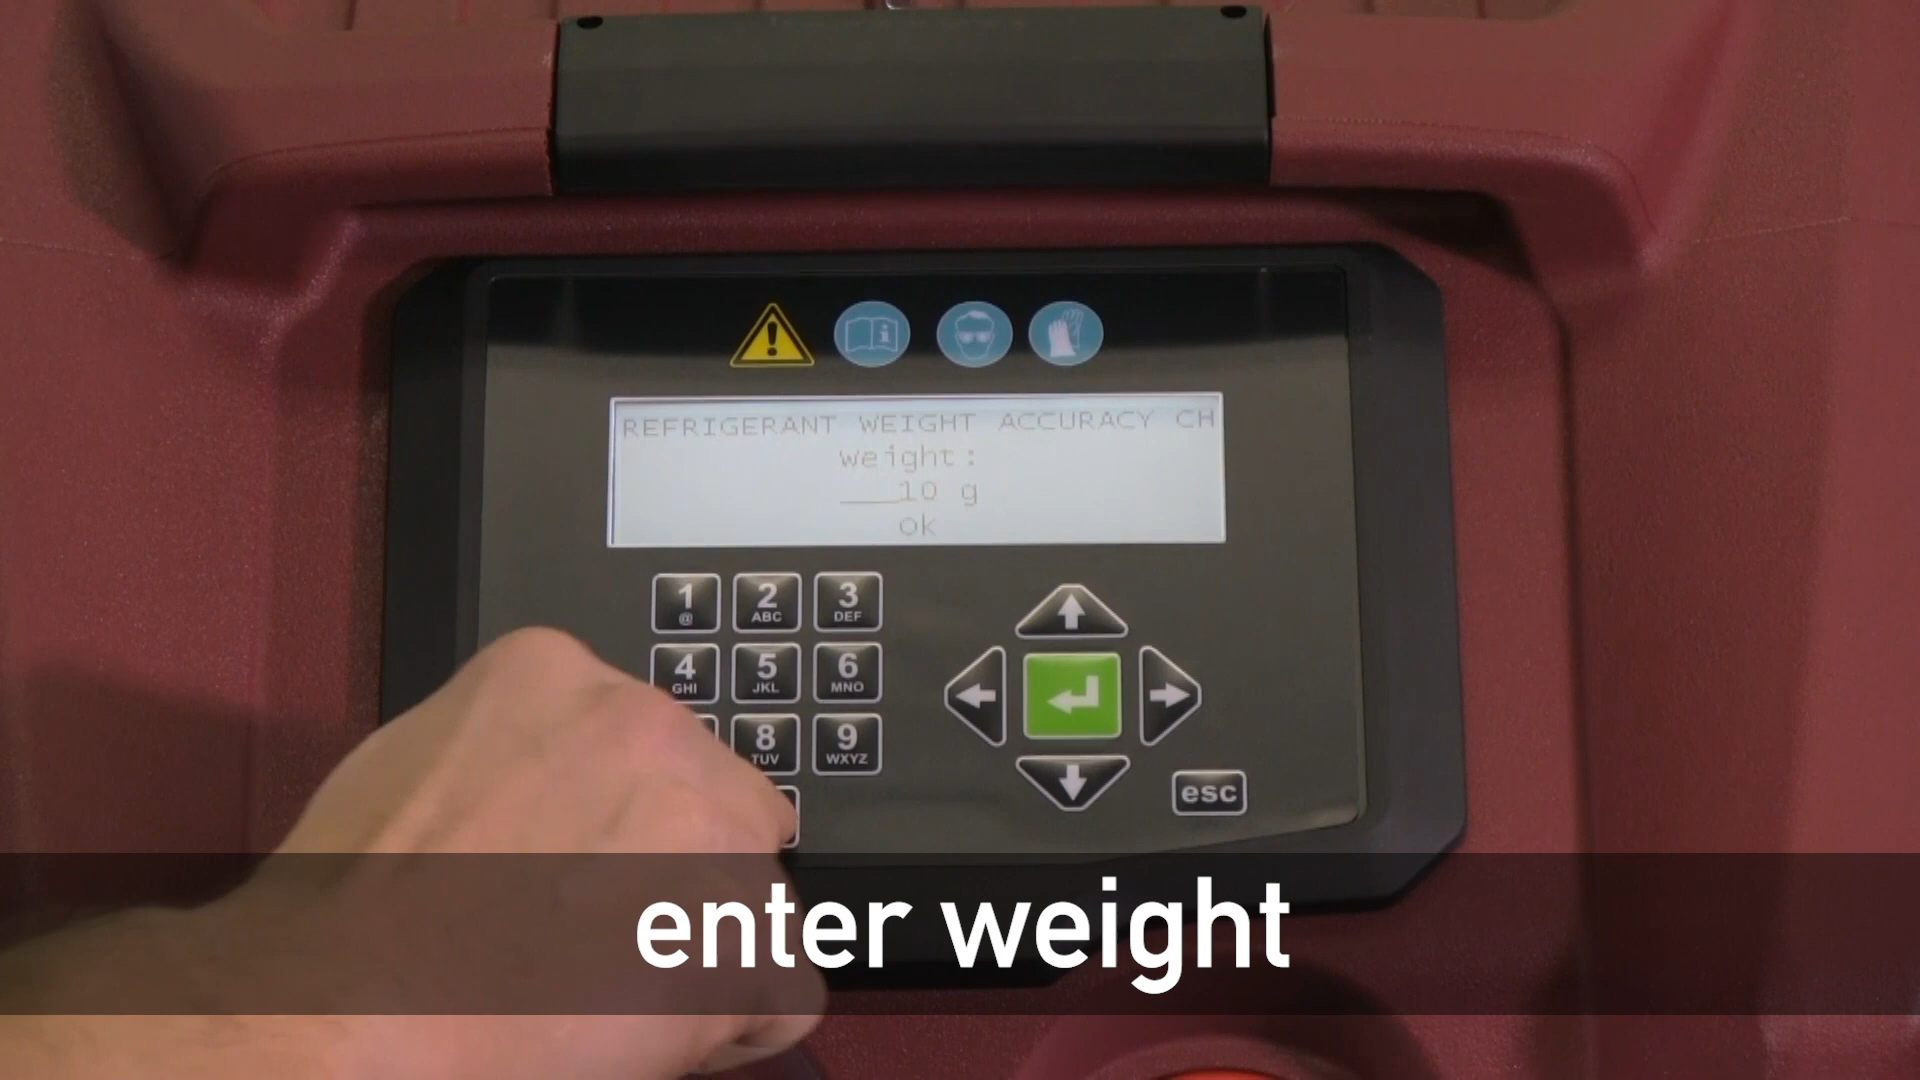 REFRIGERANT WEIGHT ACCURACY CH
weight:
___10 g
ok
1 2 3
@ ABC DEF
4 5 6
GHI JKL MNO
8 9
TUV WXYZ
esc
enter weight